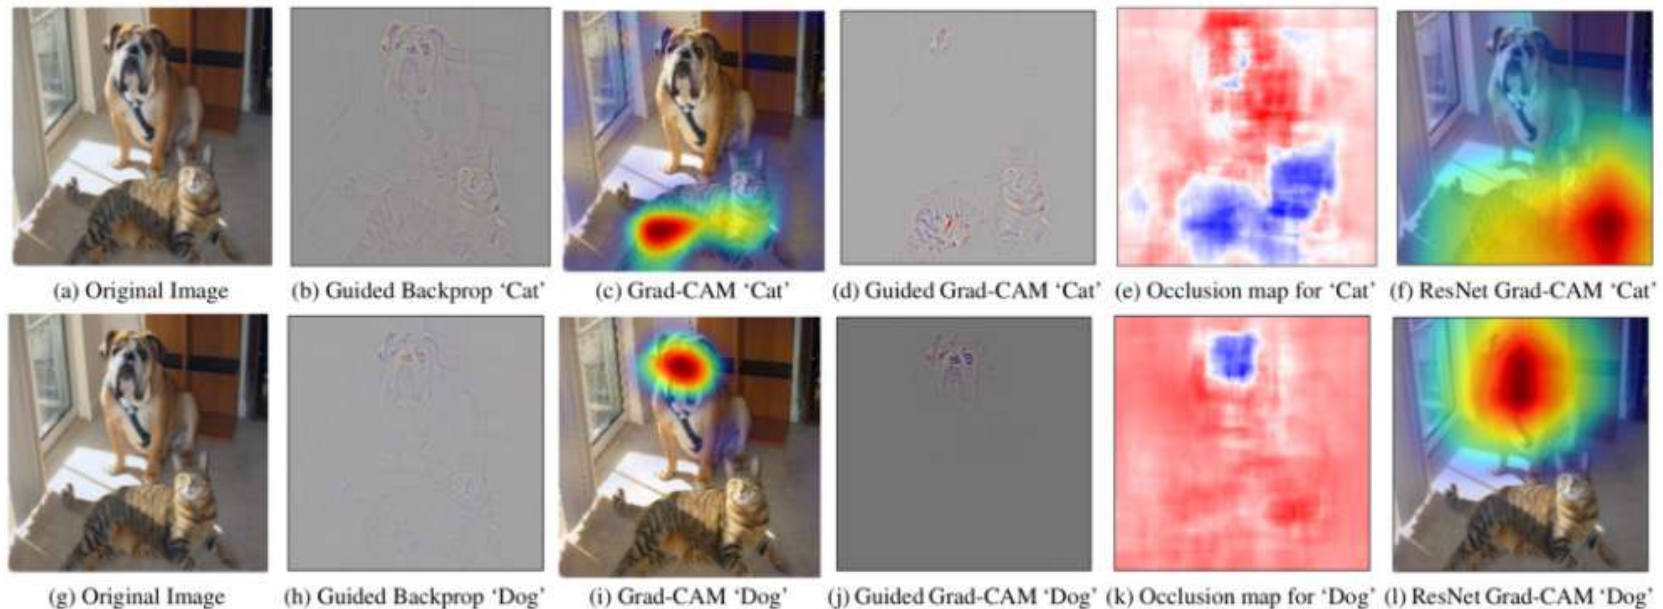 (a) Original Image (b) Guided Backprop ‘Cat’ (c) Grad-CAM ‘Cat’ (d) Guided Grad-CAM ‘Cat’ (e) Occlusion map for ‘Cat’ (f) ResNet Grad-CAM ‘Cat’
(g) Original Image (h) Guided Backprop ‘Dog’ (i) Grad-CAM ‘Dog’ (j) Guided Grad-CAM ‘Dog’ (k) Occlusion map for ‘Dog’ (l) ResNet Grad-CAM ‘Dog’